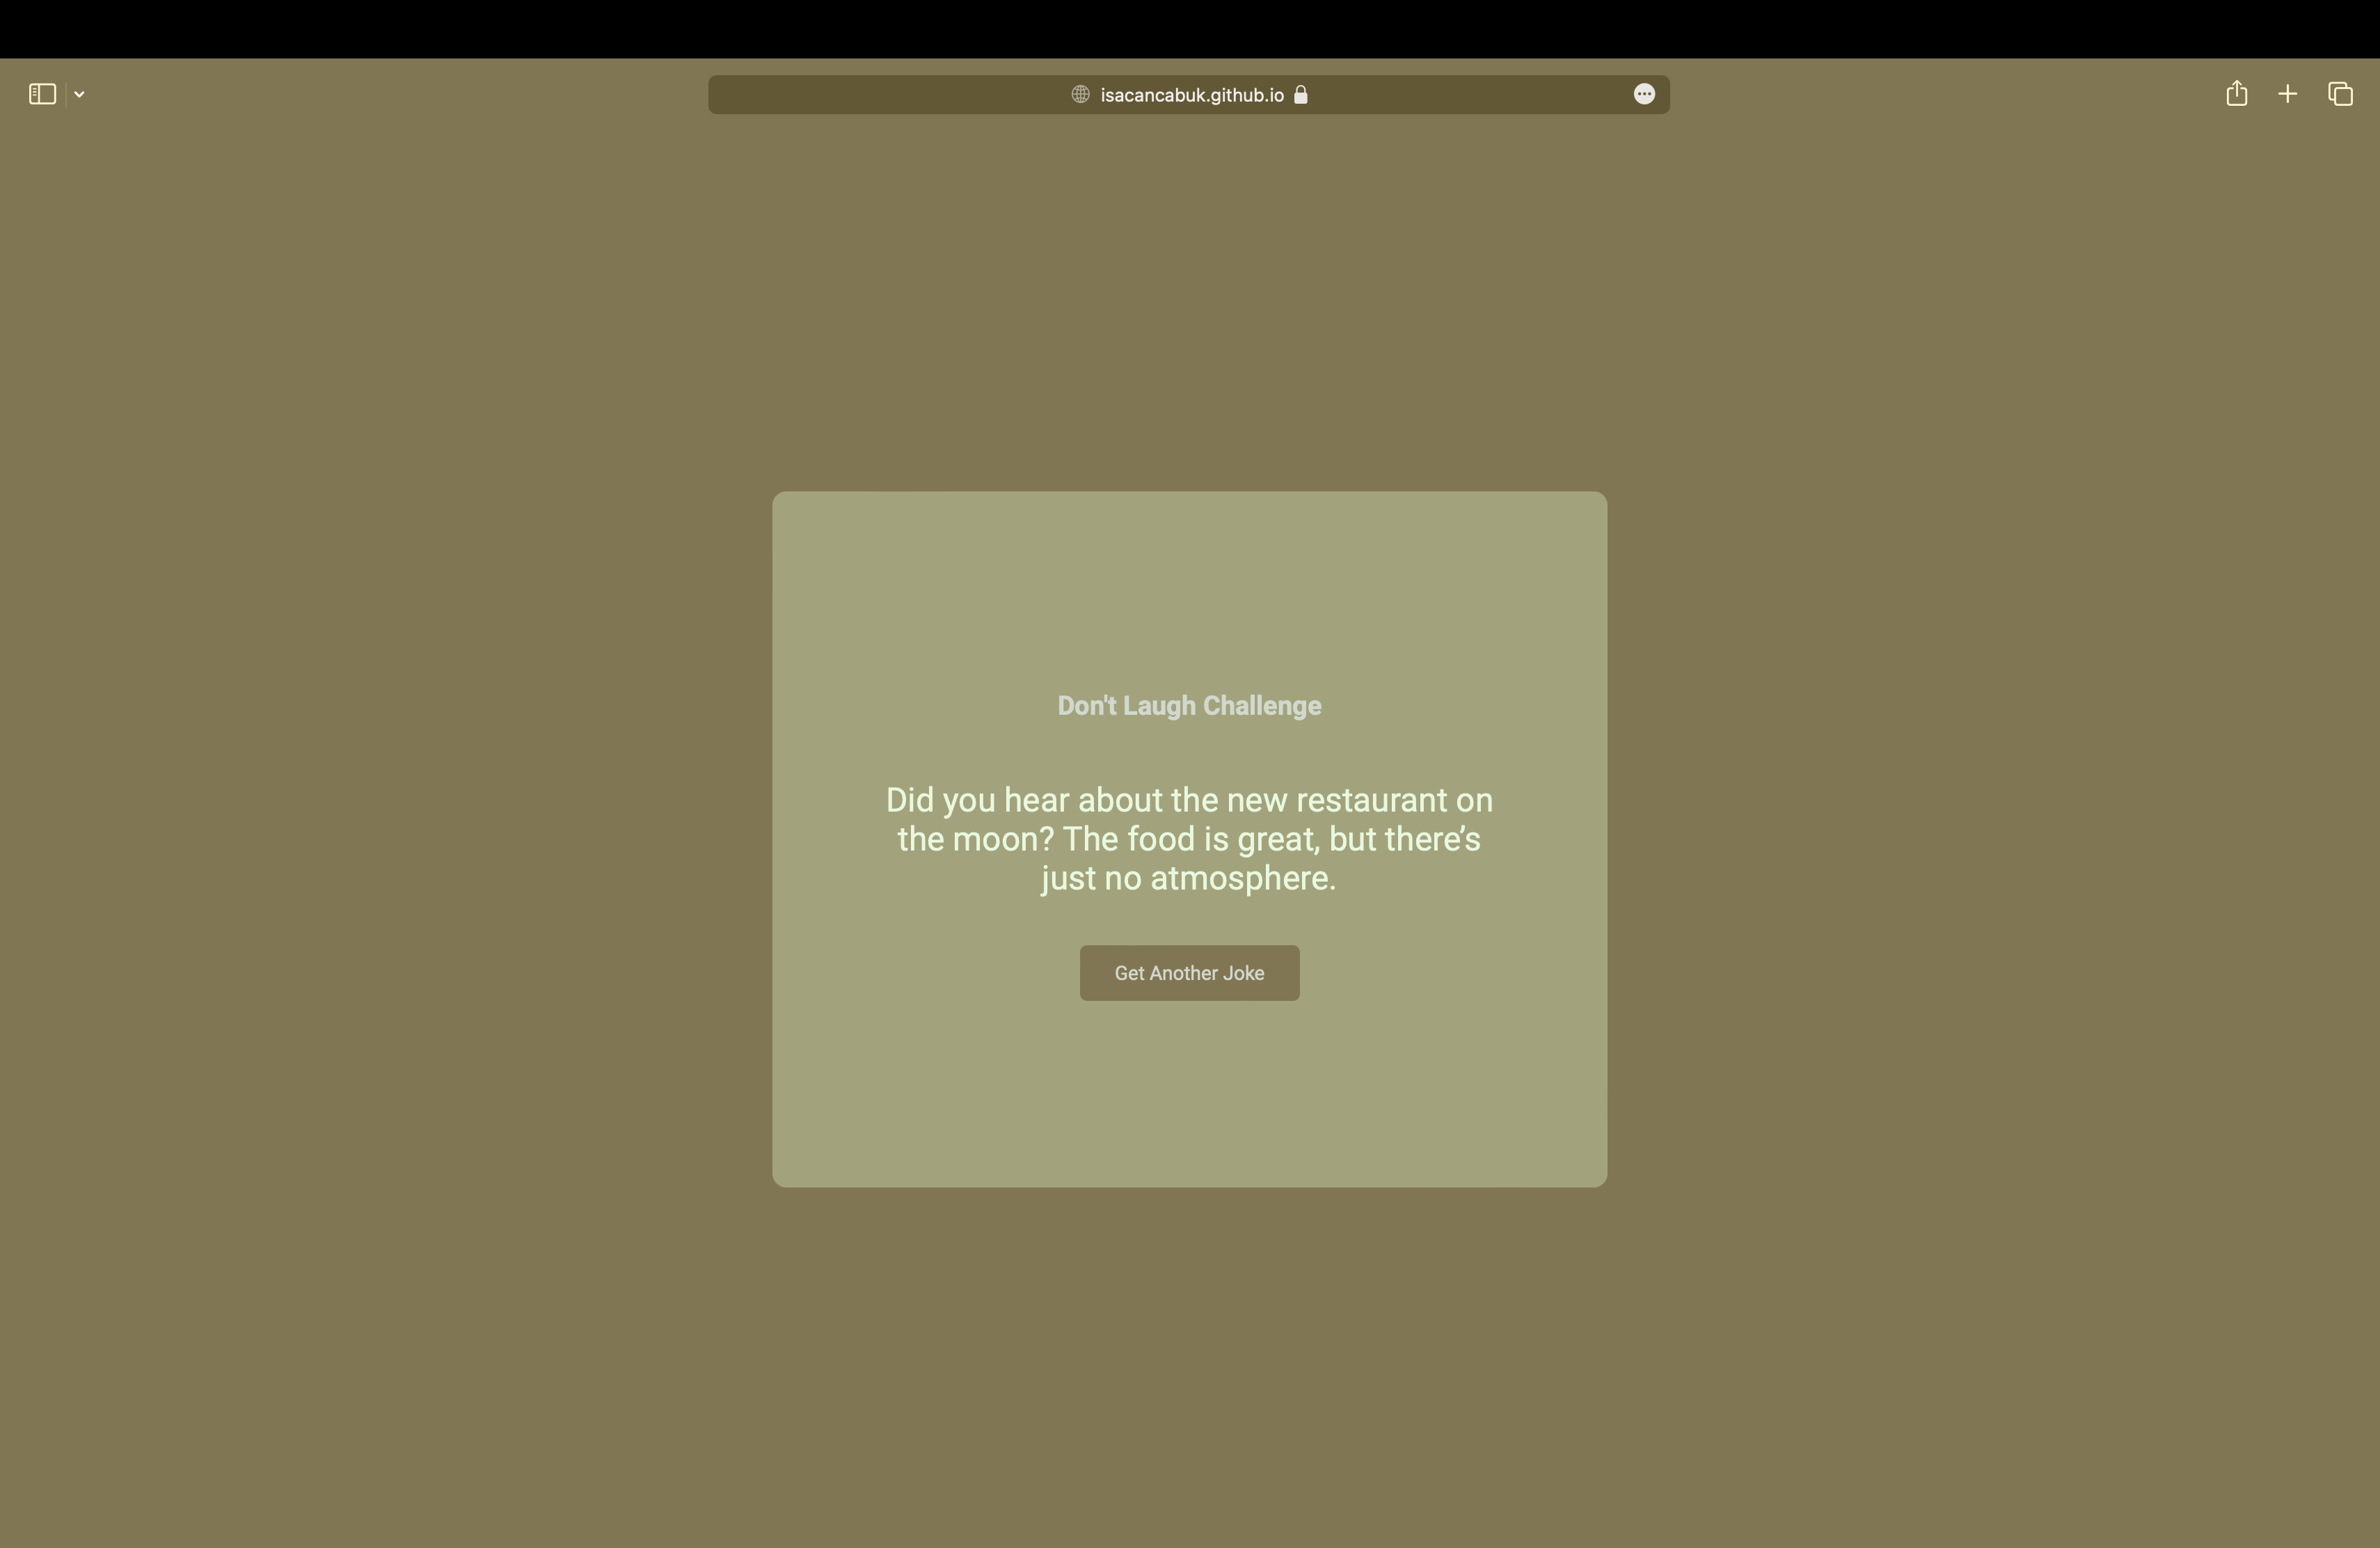 isacancabuk.github.io
Don't Laugh Challenge
Did you hear about the new restaurant on
the moon? The food is great, but there’s
just no atmosphere.
Get Another Joke